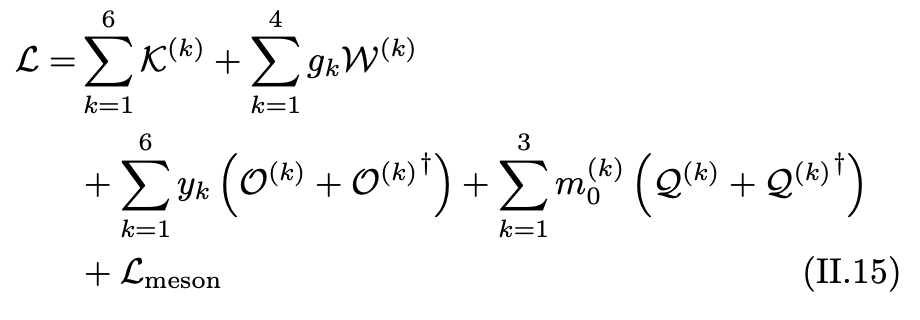 $\mathcal{L} = \sum_{k=1}^{6} \mathcal{K}^{(k)} + \sum_{k=1}^{4} g_k \mathcal{W}^{(k)}$
$+ \sum_{k=1}^{6} y_k \left( \mathcal{O}^{(k)} + \mathcal{O}^{(k)\dagger} \right) + \sum_{k=1}^{3} m_0^{(k)} \left( \mathcal{Q}^{(k)} + \mathcal{Q}^{(k)\dagger} \right)$
$+ \mathcal{L}_{\text{meson}}$ (II.15)